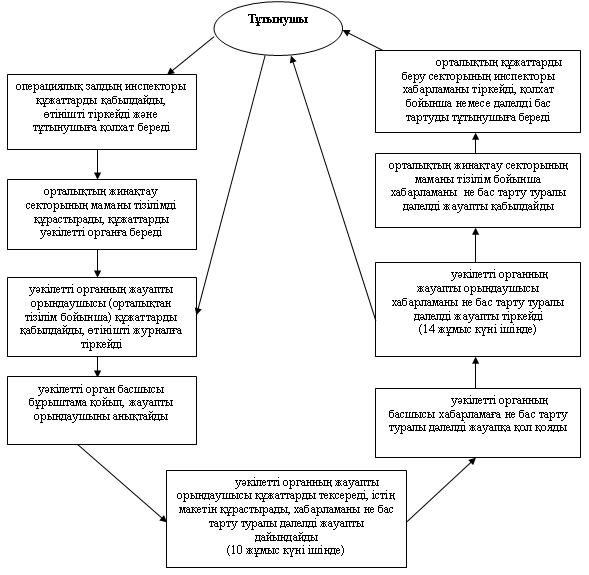 Тұтынушы
операциялық залдың инспекторы
құжаттарды қабылдайды,
өтінішті тіркейді және
тұтынушыға қолхат береді
орталықтың жинақтау
секторының маманы тізілімді
құрастырады, құжаттарды
уәкілетті органға береді
уәкілетті органның жауапты
орындаушысы (орталықтан
тізілім бойынша) құжаттарды
қабылдайды, өтінішті журналға
тіркейді
уәкілетті орган басшысы
бұрыштама қойып, жауапты
орындаушыны анықтайды
уәкілетті органның жауапты
орындаушысы құжаттарды тексереді, істің
макетін құрастырады, хабарламаны не бас
тарту туралы дәлелді жауапты
дайындайды
(10 жұмыс күні ішінде)
уәкілетті органның
басшысы хабарламаға не бас тарту
туралы дәлелді жауапқа қол қояды
уәкілетті органның
жауапты орындаушысы
хабарламаны не бас тарту туралы
дәлелді жауапты тіркейді
(14 жұмыс күні ішінде)
орталықтың жинақтау секторының
маманы тізілім бойынша
хабарламаны не бас тарту туралы
дәлелді жауапты қабылдайды
орталықтың құжаттарды
беру секторының инспекторы
хабарламаны тіркейді, қолхат
бойынша немесе дәлелді бас
тартуды тұтынушыға береді